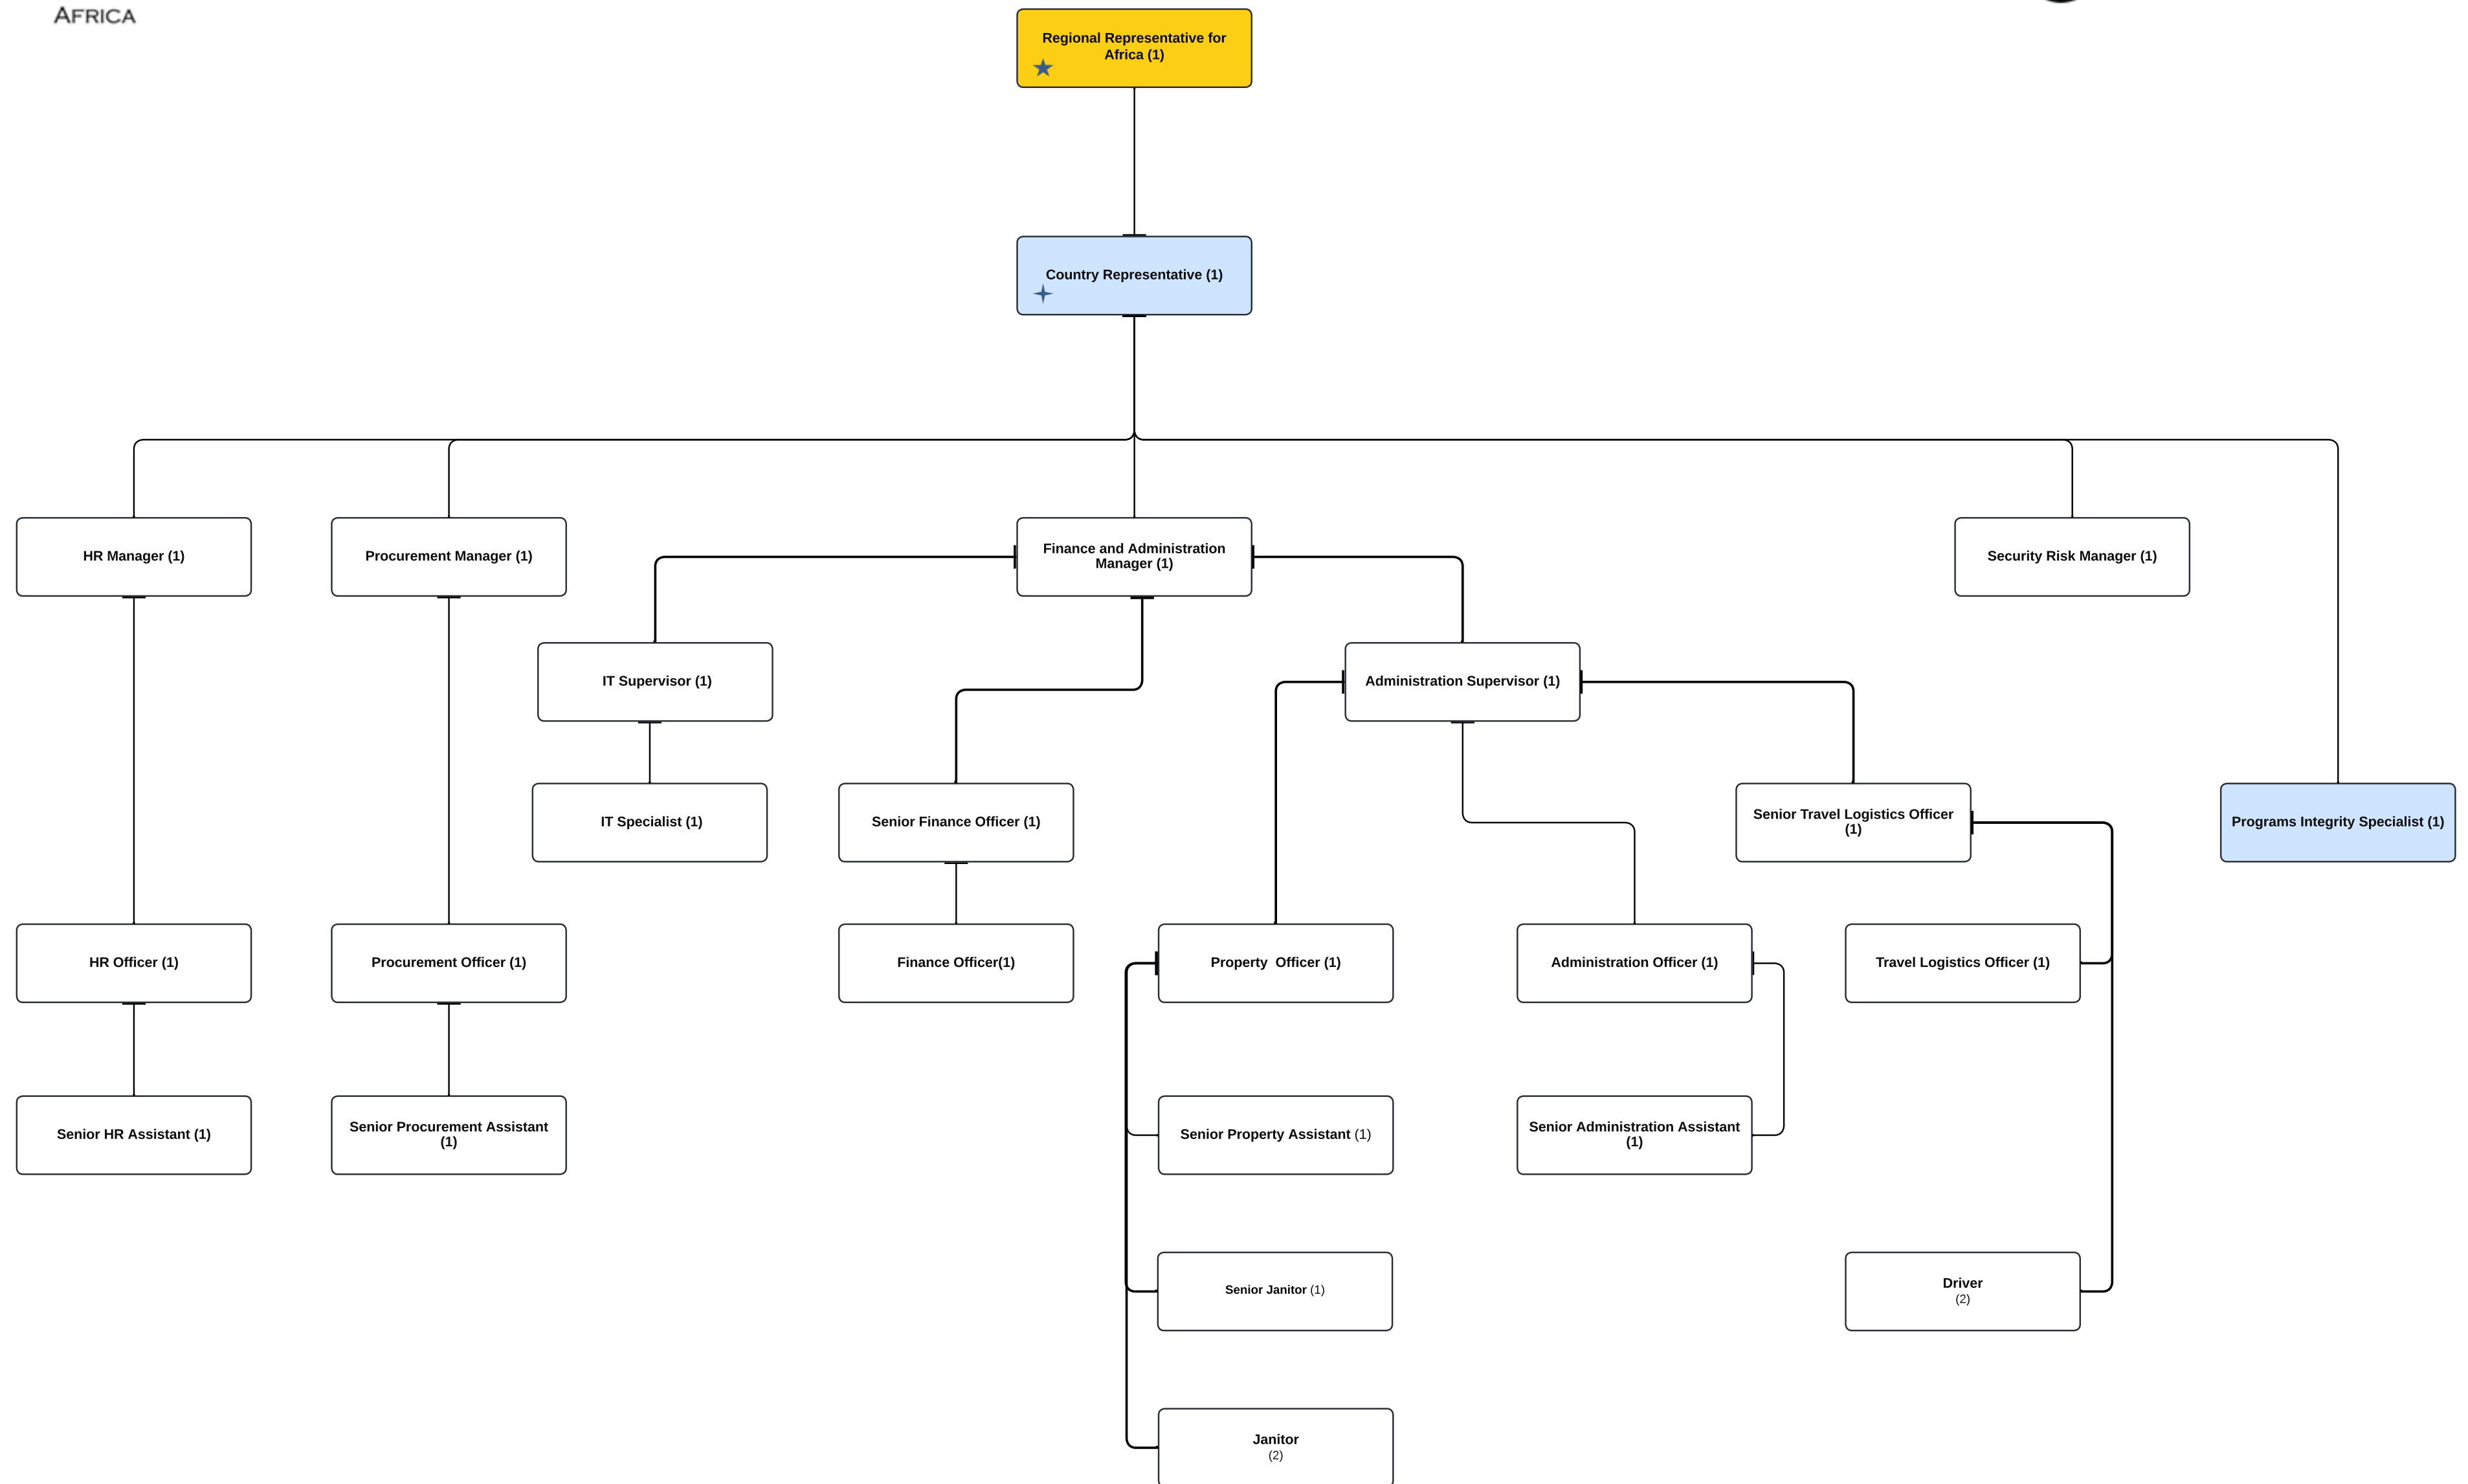 AFRICA
Regional Representative for
Africa (1)
Country Representative (1)
HR Manager (1)
Procurement Manager (1)
Finance and Administration
Manager (1)
Security Risk Manager (1)
IT Supervisor (1)
Administration Supervisor (1)
IT Specialist (1)
Senior Finance Officer (1)
Senior Travel Logistics Officer
(1)
Programs Integrity Specialist (1)
HR Officer (1)
Procurement Officer (1)
Finance Officer(1)
Property  Officer (1)
Administration Officer (1)
Travel Logistics Officer (1)
Senior HR Assistant (1)
Senior Procurement Assistant
(1)
Senior Property Assistant (1)
Senior Administration Assistant
(1)
Senior Janitor (1)
Driver
(2)
Janitor
(2)